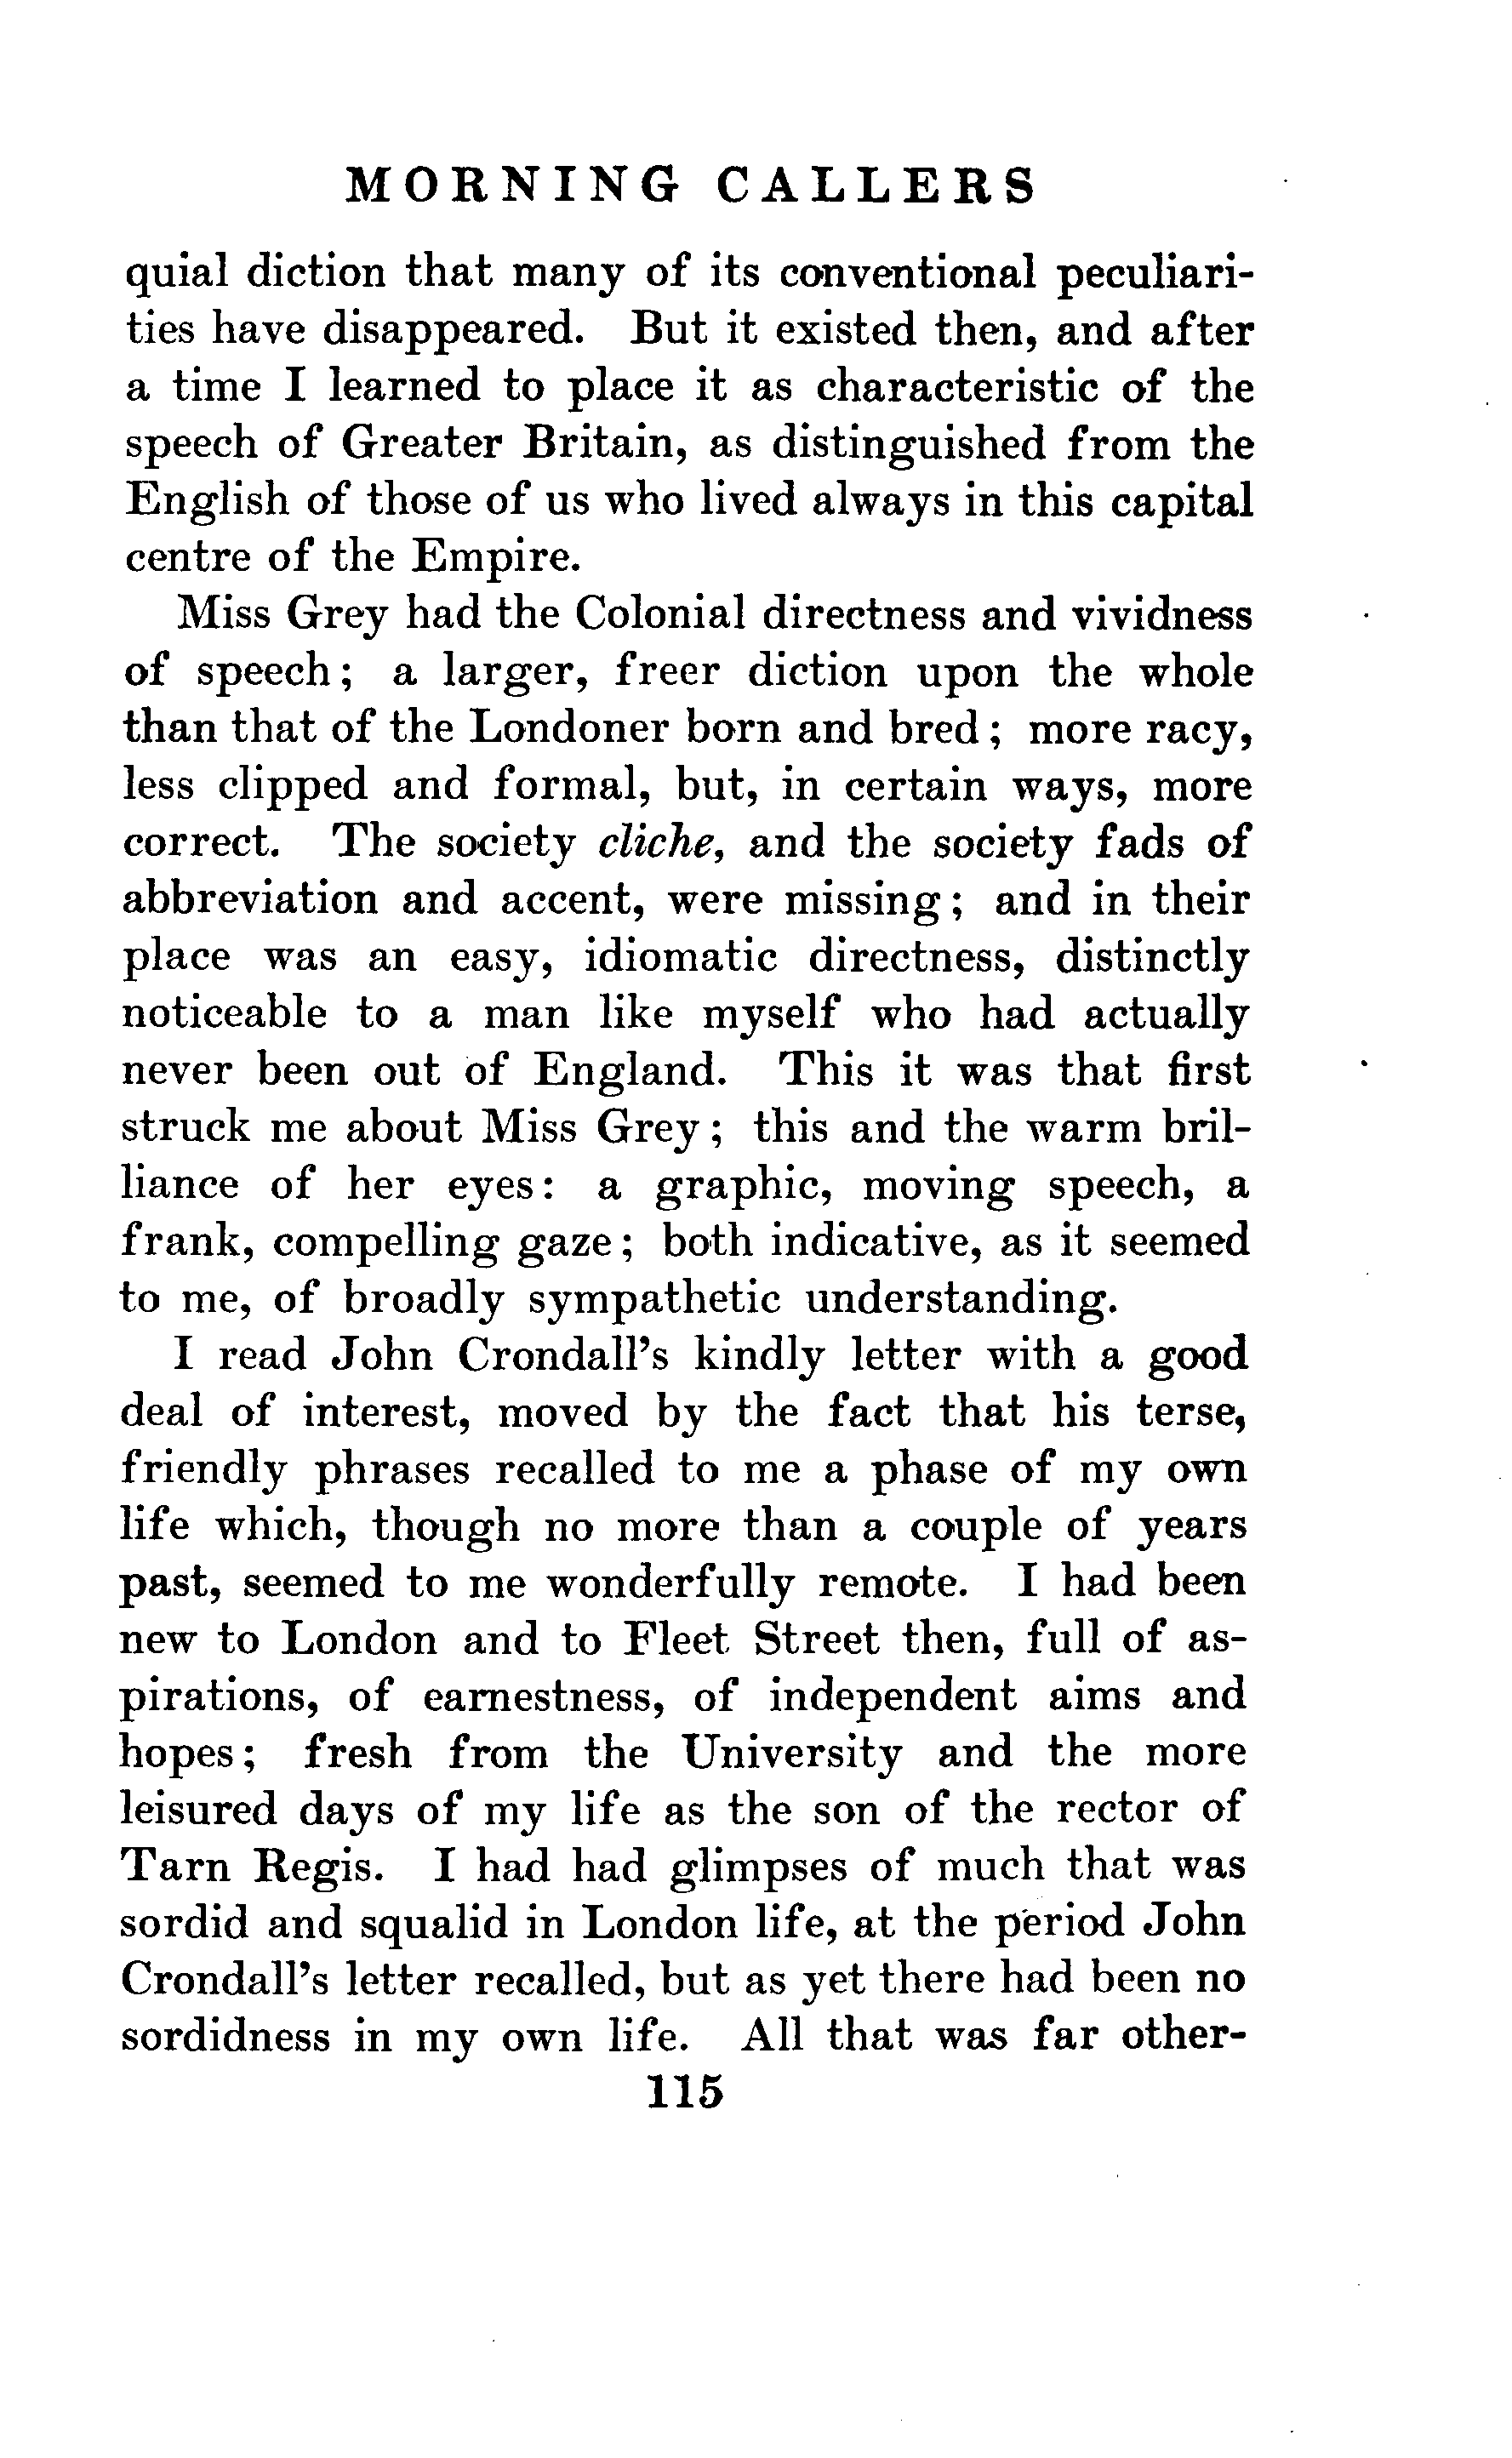 MORNING CALLERS
quial diction that many of its conventional peculiari-
ties have disappeared. But it existed then, and after
a time I learned to place it as characteristic of the
speech of Greater Britain, as distinguished from the
English of those of us who lived always in this capital
centre of the Empire.
Miss Grey had the Colonial directness and vividness
of speech; a larger, freer diction upon the whole
than that of the Londoner born and bred; more racy,
less clipped and formal, but, in certain ways, more
correct. The society cliche, and the society fads of
abbreviation and accent, were missing; and in their
place was an easy, idiomatic directness, distinctly
noticeable to a man like myself who had actually
never been out of England. This it was that first
struck me about Miss Grey; this and the warm bril-
liance of her eyes: a graphic, moving speech, a
frank, compelling gaze; both indicative, as it seemed
to me, of broadly sympathetic understanding.
I read John Crondall's kindly letter with a good
deal of interest, moved by the fact that his terse,
friendly phrases recalled to me a phase of my own
life which, though no more than a couple of years
past, seemed to me wonderfully remote. I had been
new to London and to Fleet Street then, full of as-
pirations, of earnestness, of independent aims and
hopes; fresh from the University and the more
leisured days of my life as the son of the rector of
Tarn Regis. I had had glimpses of much that was
sordid and squalid in London life, at the period John
Crondall's letter recalled, but as yet there had been no
sordidness in my own life. All that was far other-
115